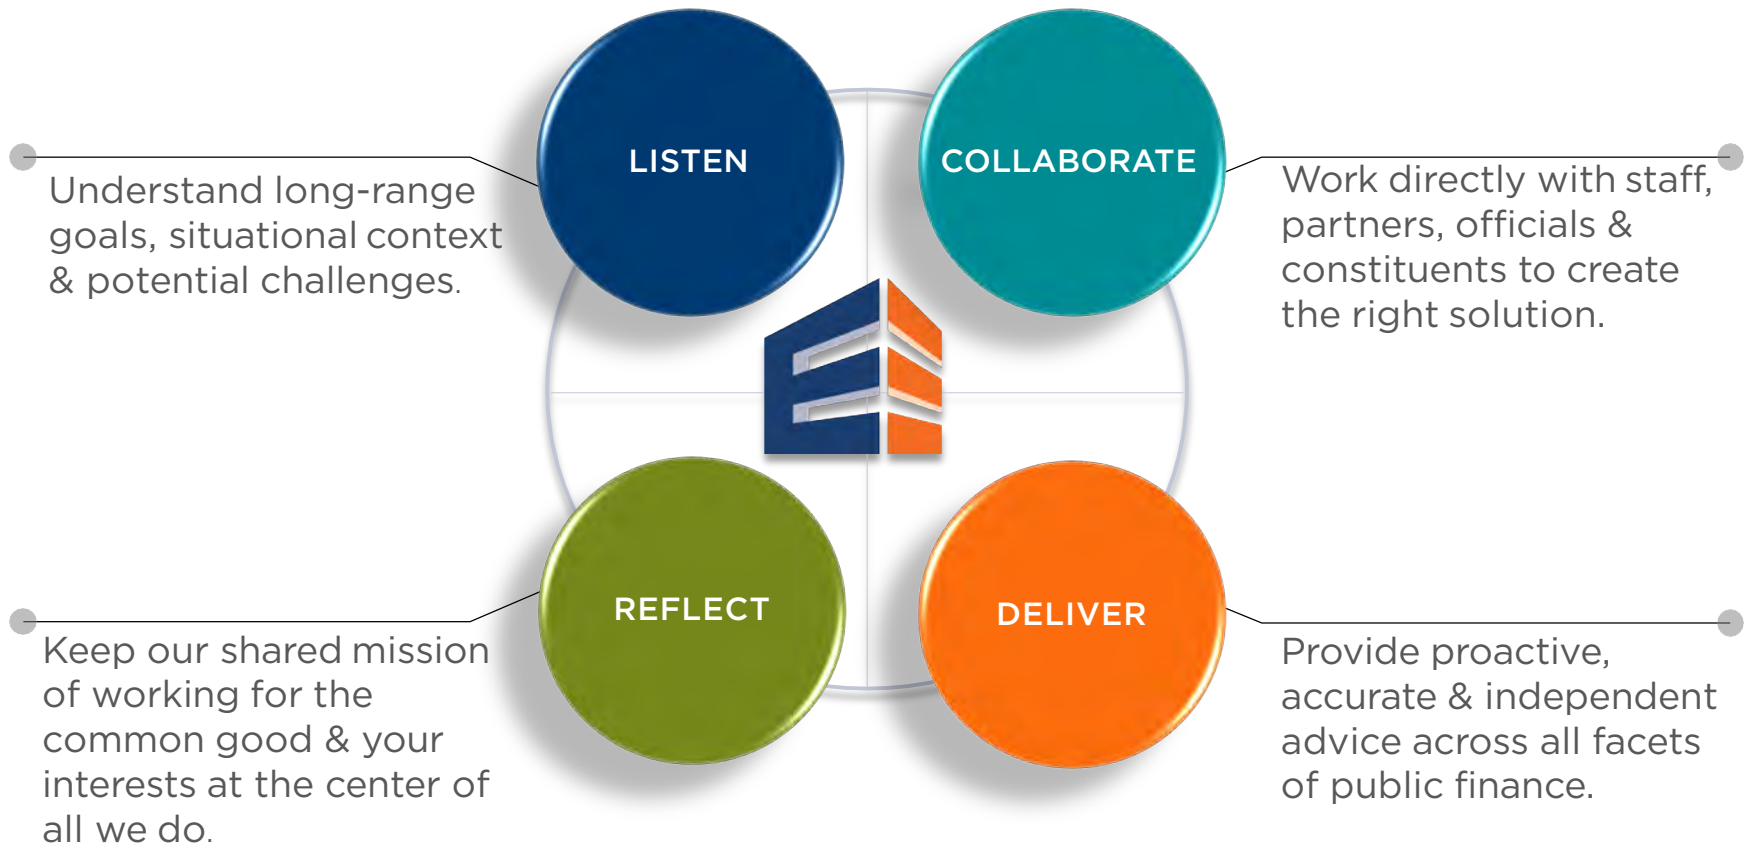 LISTEN
Understand long-range
goals, situational context
& potential challenges.
COLLABORATE
Work directly with staff,
partners, officials &
constituents to create
the right solution.
REFLECT
Keep our shared mission
of working for the
common good & your
interests at the center of
all we do.
DELIVER
Provide proactive,
accurate & independent
advice across all facets
of public finance.